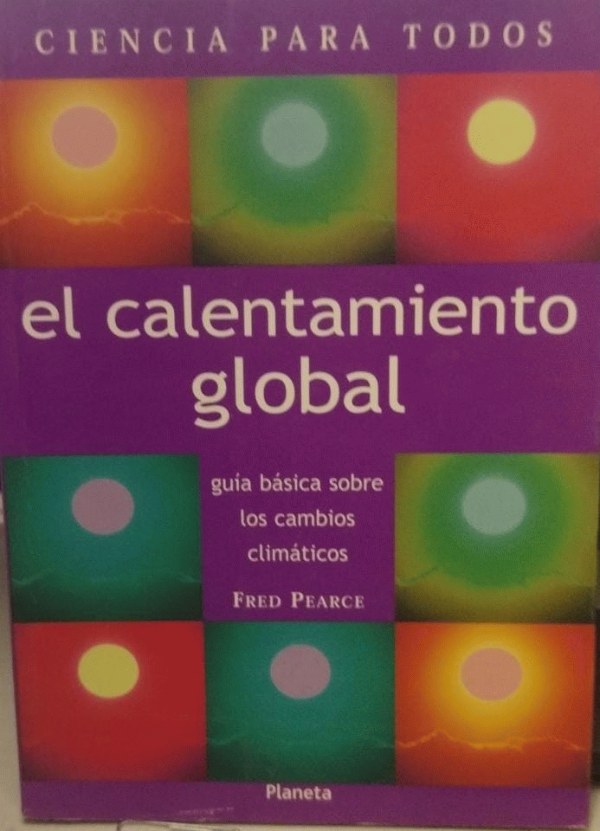 CIENCIA PARA TODOS
el calentamiento
global
guía básica sobre
los cambios
climáticos
FRED PEARCE
Planeta